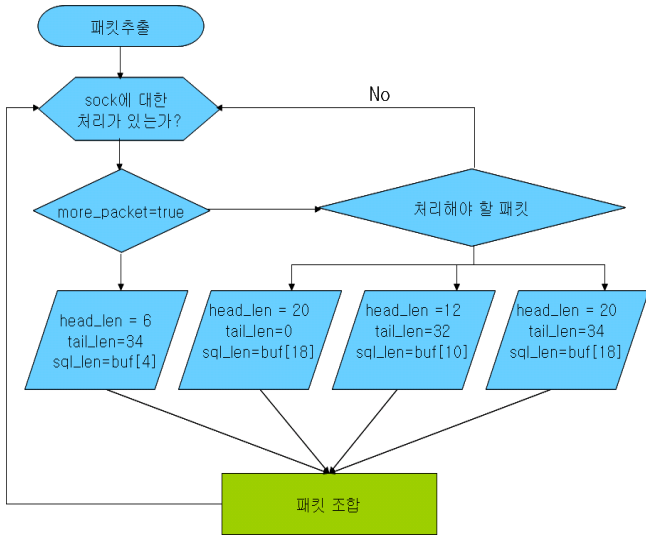 패킷추출
sock에 대한
처리가 있는가?
No
more_packet=true
처리해야 할 패킷
head_len = 6
tail_len=34
sql_len=buf[4]
head_len = 20
tail_len=0
sql_len=buf[18]
head_len =12
tail_len=32
sql_len=buf[10]
head_len = 20
tail_len=34
sql_len=buf[18]
패킷 조합